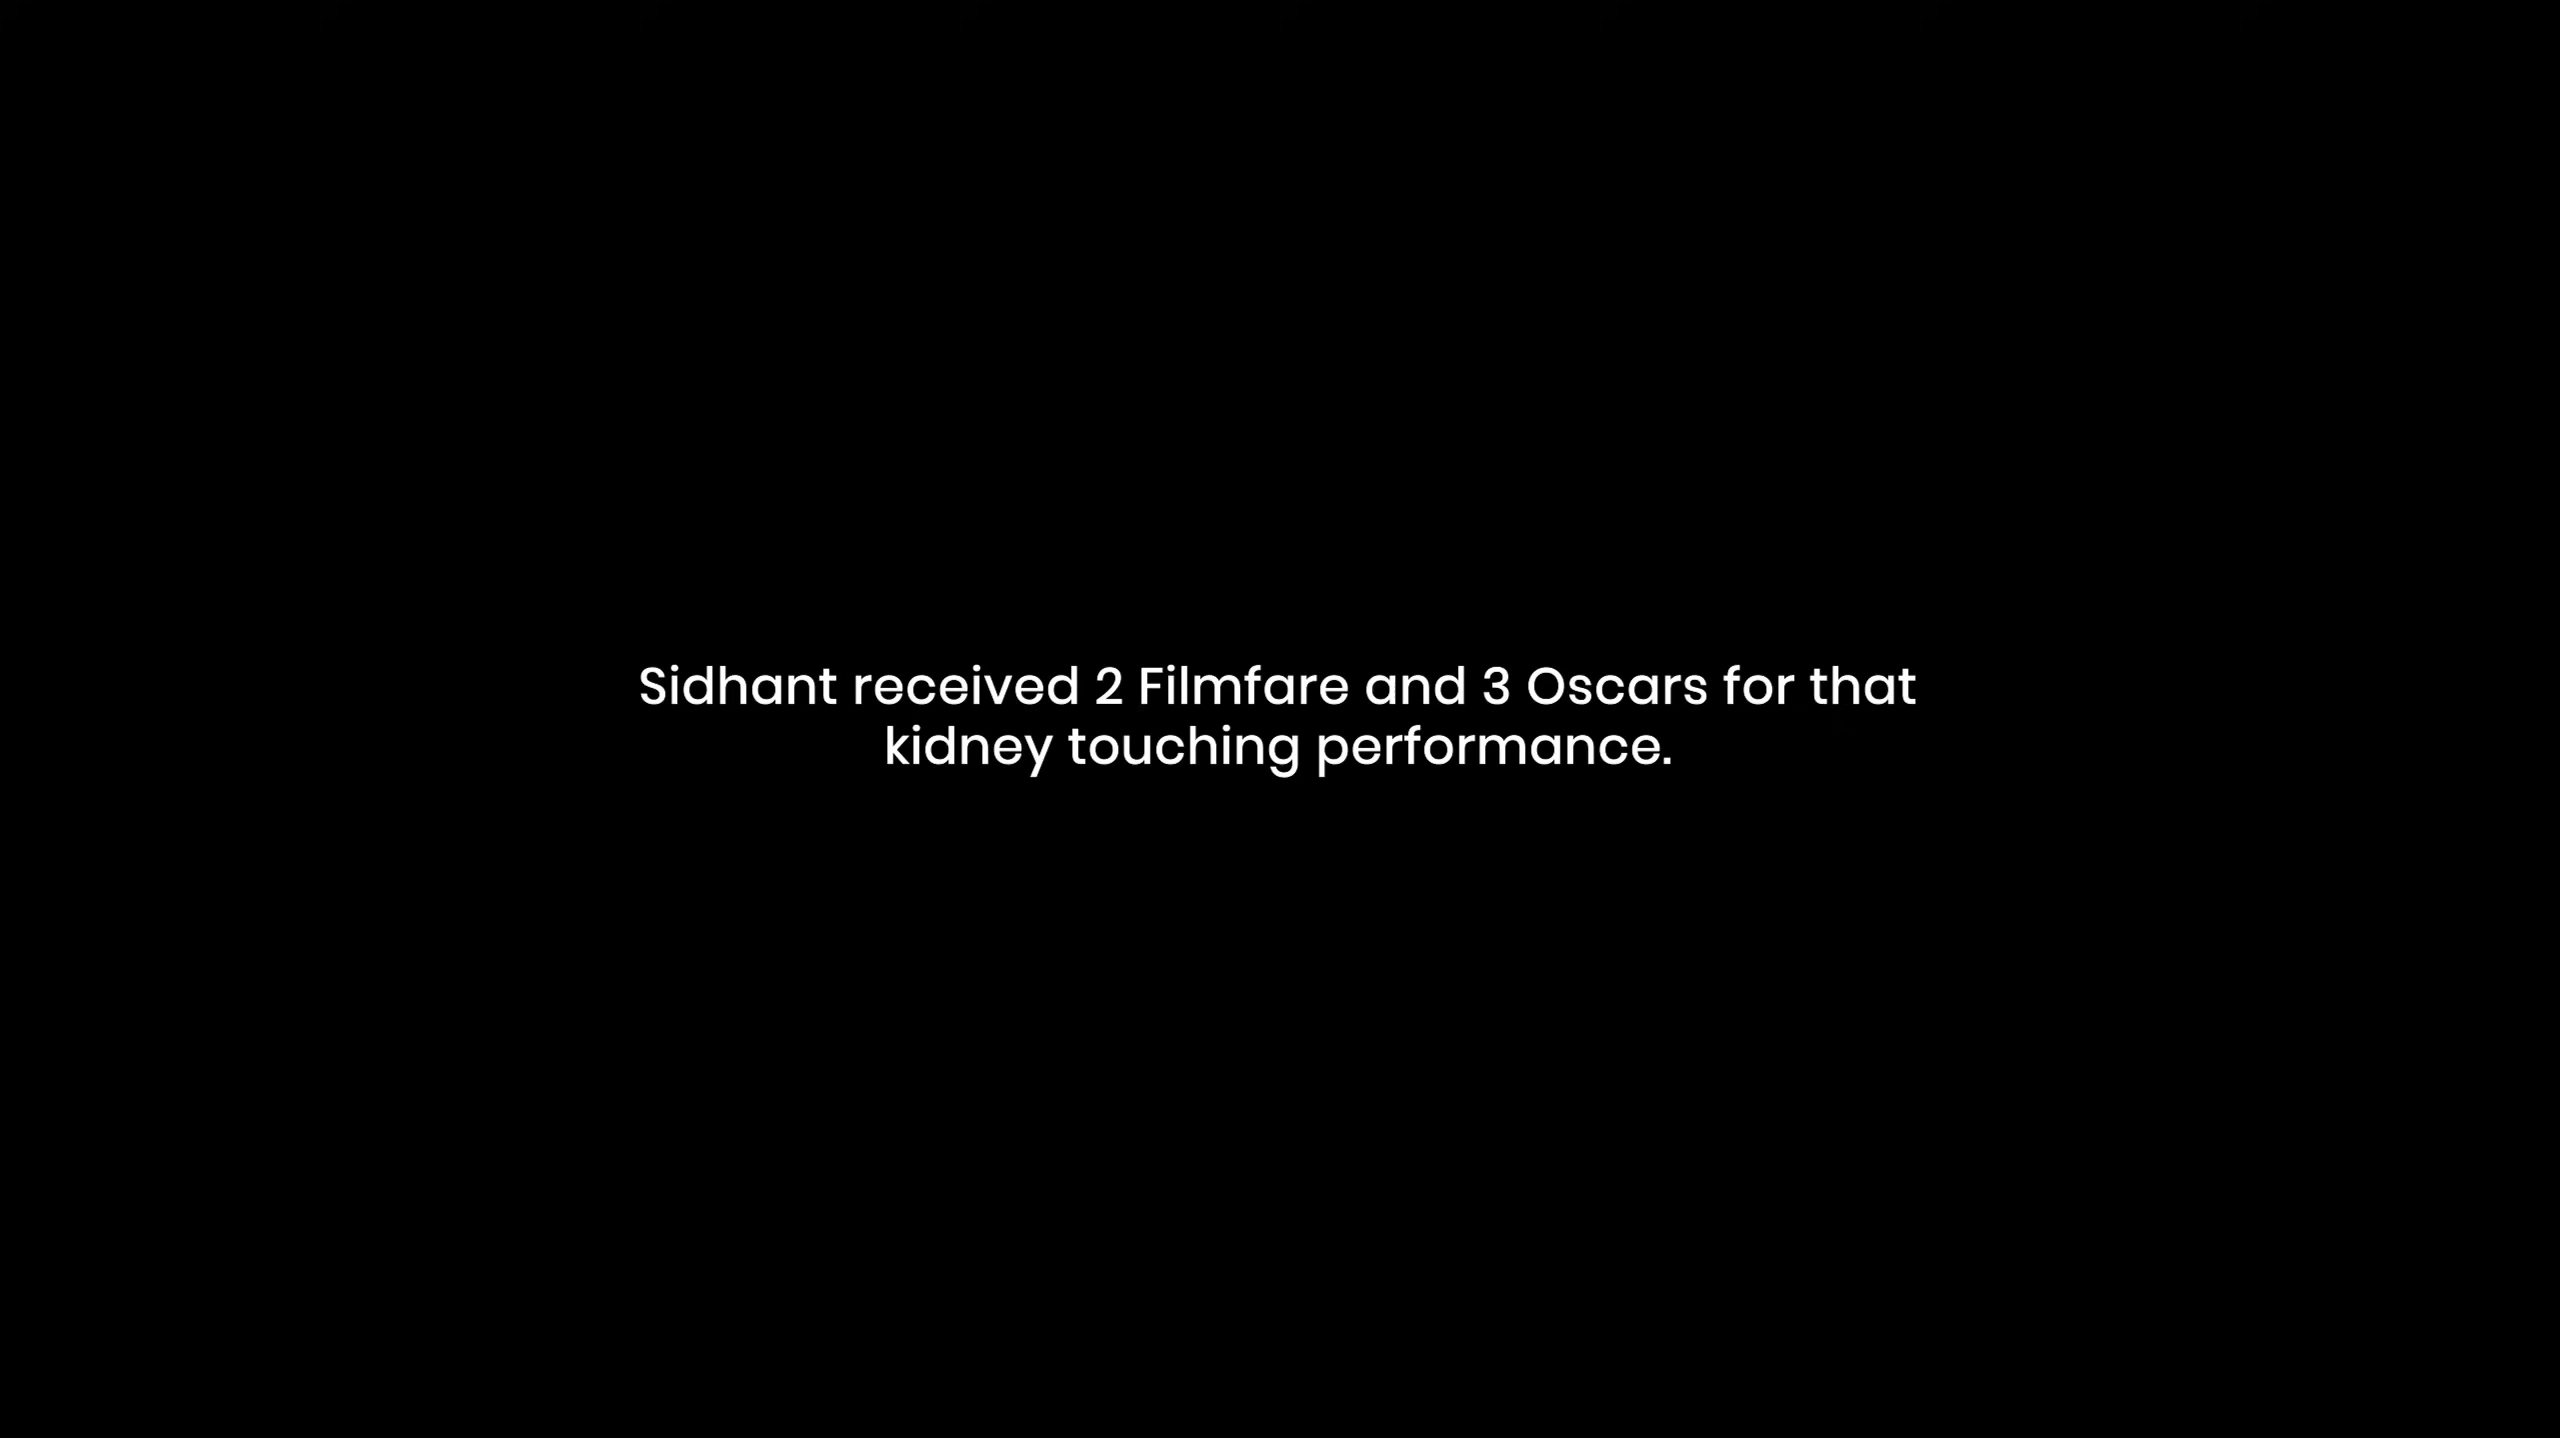 Sidhant received 2 Filmfare and 3 Oscars for that
kidney touching performance.